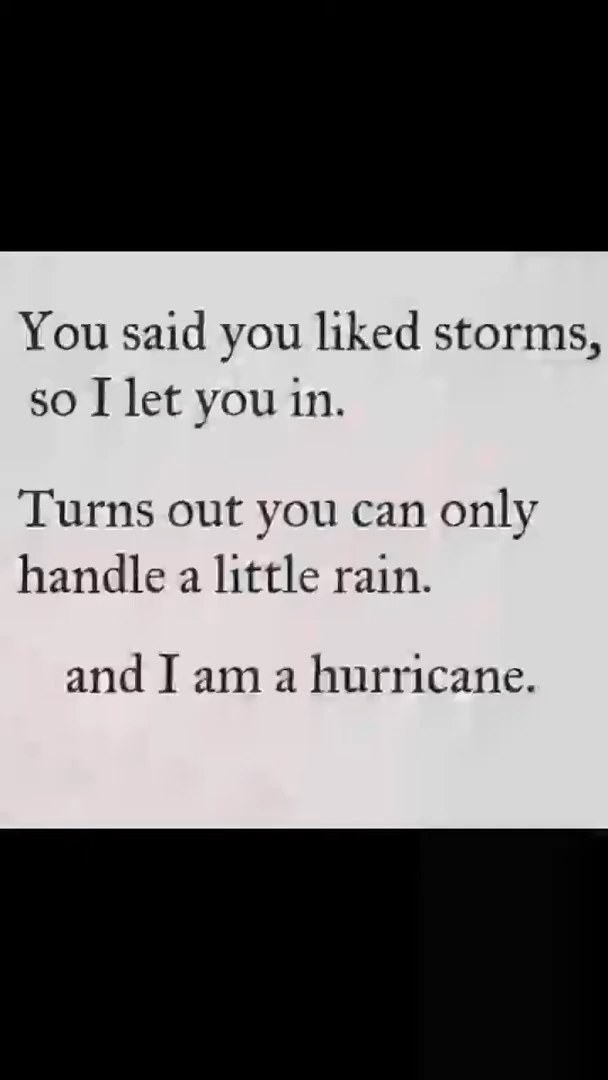 You said you liked storms,
so I let you in.
Turns out you can only
handle a little rain.
and I am a hurricane.